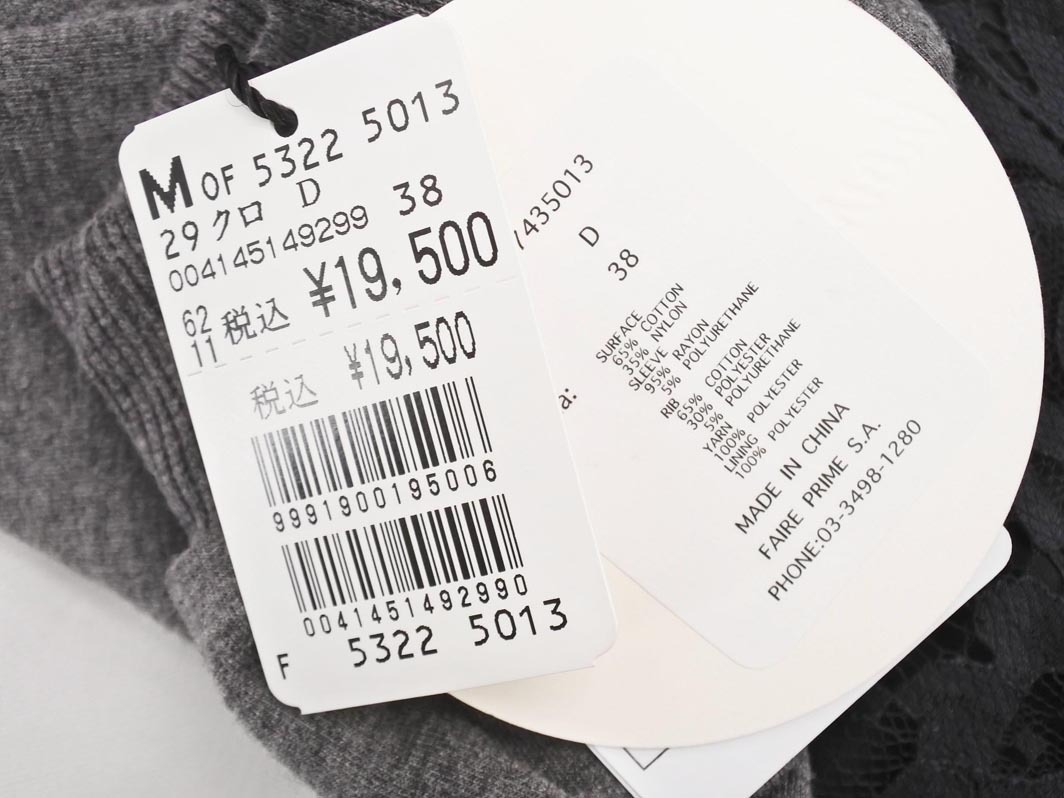 M OF 5322 5013
29 クロ D 38
004145149299
62 税込 ¥19,500
11
税込 ¥19,500
9991900195006
0041451492990
F 5322 5013
1435013
D
38
a:
SURFACE
65% COTTON
35% NYLON
SLEEVE
95% RAYON
5% POLYURETHANE
RIB
65% COTTON
30% POLYESTER
5% POLYURETHANE
YARN
100% POLYESTER
LINING
100% POLYESTER
MADE IN CHINA
FAIRE PRIME S.A.
PHONE:03-3498-1280